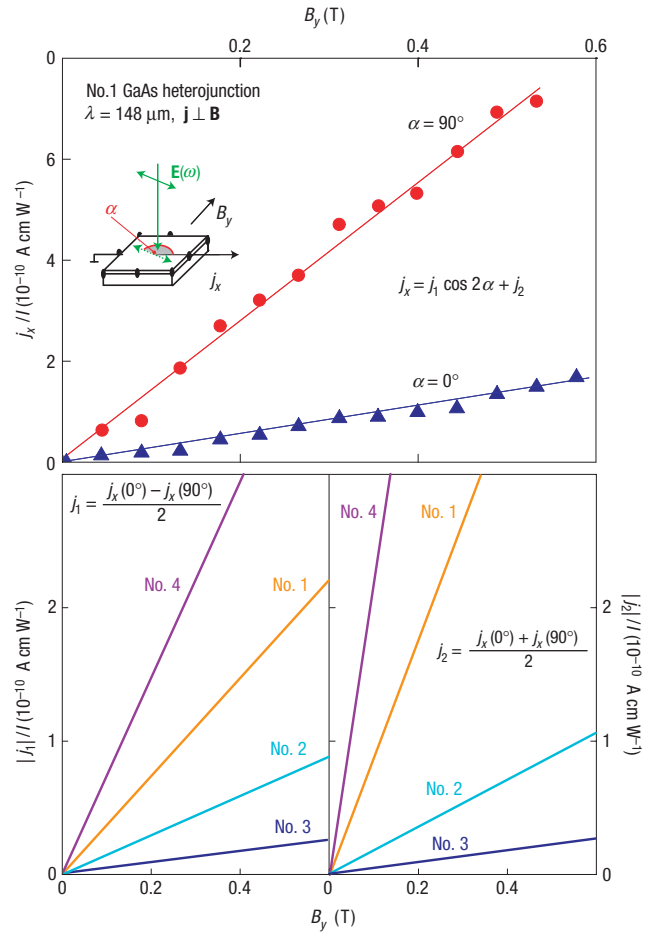 B_y (T)
0.2 0.4 0.6
0
6
4
2
0
j_x/I (10⁻¹⁰ A cm W⁻¹)
No.1 GaAs heterojunction
λ = 148 μm, j ⊥ B
E(ω)
α
B_y
j_x
α = 90°
j_x = j_1 cos 2α + j_2
α = 0°
j_1 = (j_x (0°) – j_x (90°))/2
No. 4
No. 1
No. 2
No. 3
|j_1|/I (10⁻¹⁰ A cm W⁻¹)
2
1
0
No. 4
No. 1
j_2 = (j_x (0°) + j_x (90°))/2
No. 2
No. 3
2
1
0
|j_2|/I (10⁻¹⁰ A cm W⁻¹)
0 0.2 0.4 0 0.2 0.4
B_y (T)